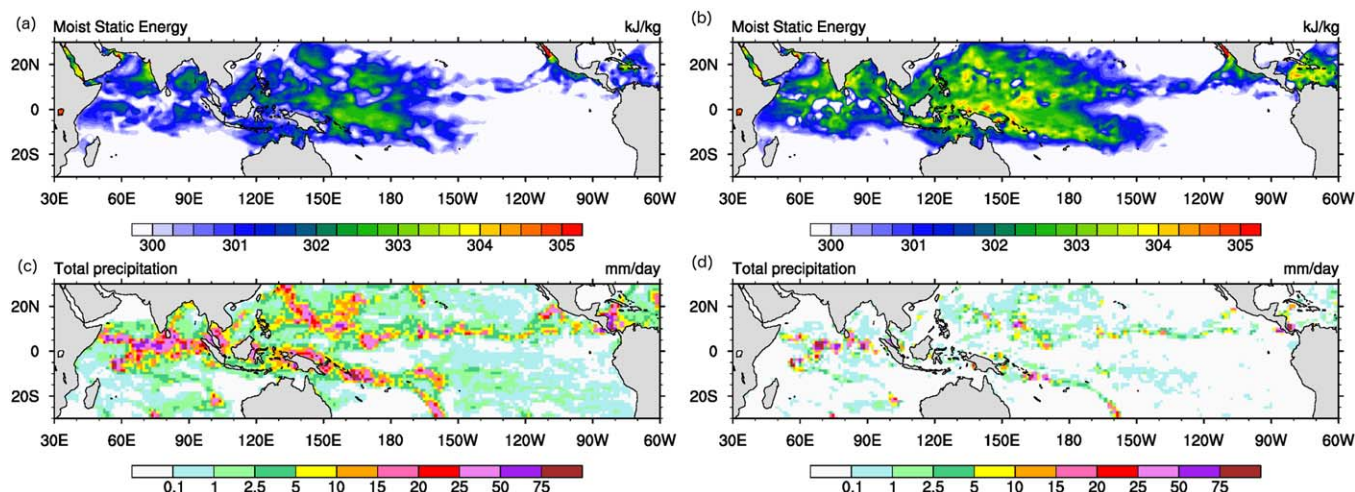 (a) Moist Static Energy kJ/kg
(b) Moist Static Energy kJ/kg
20N
0
20S
30E 60E 90E 120E 150E 180 150W 120W 90W 60W
20N
0
20S
30E 60E 90E 120E 150E 180 150W 120W 90W 60W
300 301 302 303 304 305
300 301 302 303 304 305
(c) Total precipitation mm/day
(d) Total precipitation mm/day
20N
0
20S
30E 60E 90E 120E 150E 180 150W 120W 90W 60W
20N
0
20S
30E 60E 90E 120E 150E 180 150W 120W 90W 60W
0.1 1 2.5 5 10 15 20 25 50 75
0.1 1 2.5 5 10 15 20 25 50 75